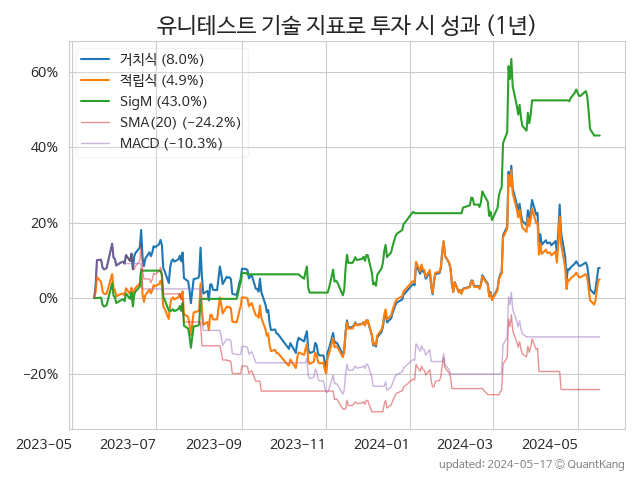 유니테스트 기술 지표로 투자 시 성과 (1년)
거치식 (8.0%)
적립식 (4.9%)
SigM (43.0%)
SMA(20) (−24.2%)
MACD (−10.3%)
60%
40%
20%
0%
−20%
2023-05 2023-07 2023-09 2023-11 2024-01 2024-03 2024-05
updated: 2024-05-17 © QuantKang